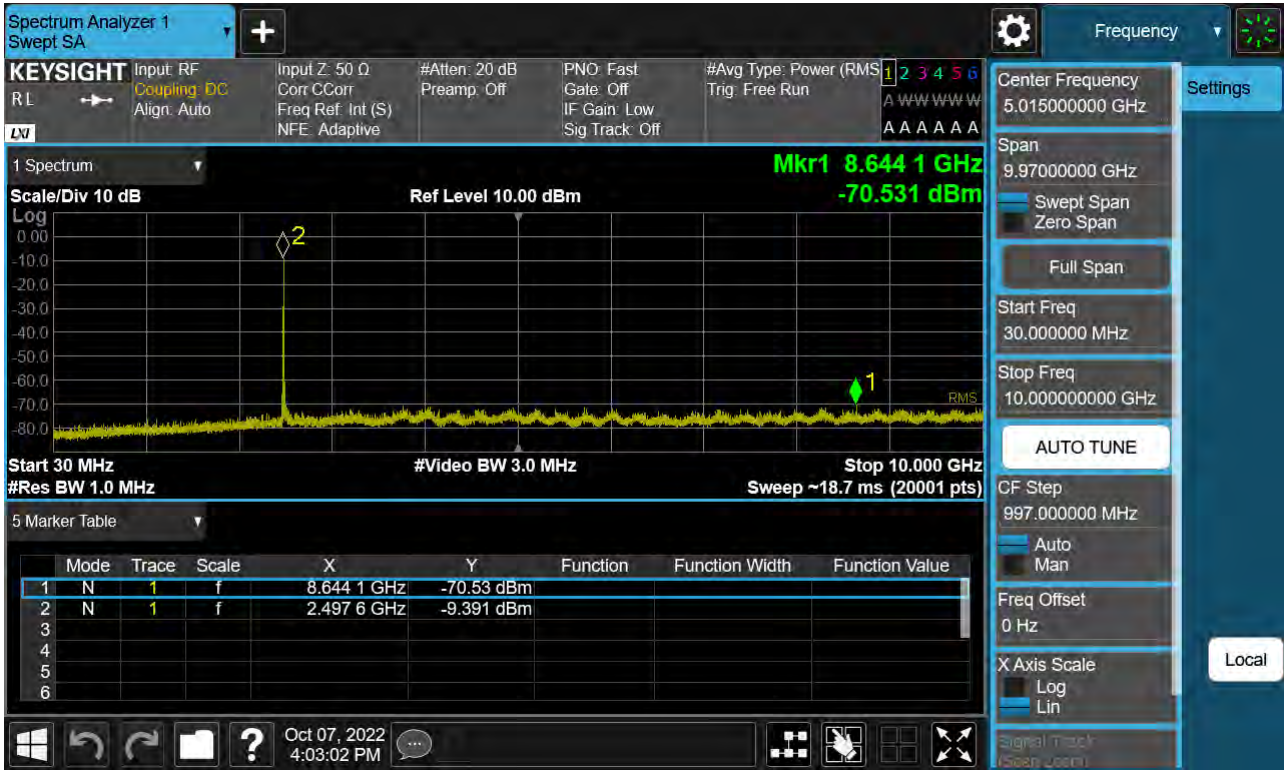 Spectrum Analyzer 1
Swept SA
Frequency
KEYSIGHT
RL
LXI
Input: RF
Coupling: DC
Align: Auto
Input Z: 50 Ω
Corr CCorr
Freq Ref: Int (S)
NFE: Adaptive
#Atten: 20 dB
Preamp: Off
PNO: Fast
Gate: Off
IF Gain: Low
Sig Track: Off
#Avg Type: Power (RMS
Trig: Free Run
1 2 3 4 5 6
A W W W W W
A A A A A A
1 Spectrum
Mkr1 8.644 1 GHz
Scale/Div 10 dB
Ref Level 10.00 dBm
-70.531 dBm
Log
0.00
-10.0
-20.0
-30.0
-40.0
-50.0
-60.0
-70.0
-80.0
2
1
RMS
Start 30 MHz
#Video BW 3.0 MHz
Stop 10.000 GHz
#Res BW 1.0 MHz
Sweep ~18.7 ms (20001 pts)
5 Marker Table
Mode Trace Scale X Y Function Function Width Function Value
1 N 1 f 8.644 1 GHz -70.53 dBm
2 N 1 f 2.497 6 GHz -9.391 dBm
3
4
5
6
Center Frequency
5.015000000 GHz
Span
9.97000000 GHz
Swept Span
Zero Span
Full Span
Start Freq
30.000000 MHz
Stop Freq
10.000000000 GHz
AUTO TUNE
CF Step
997.000000 MHz
Auto
Man
Freq Offset
0 Hz
X Axis Scale
Log
Lin
Signal Track
(Span Zoom)
Settings
Local
?
Oct 07, 2022
4:03:02 PM